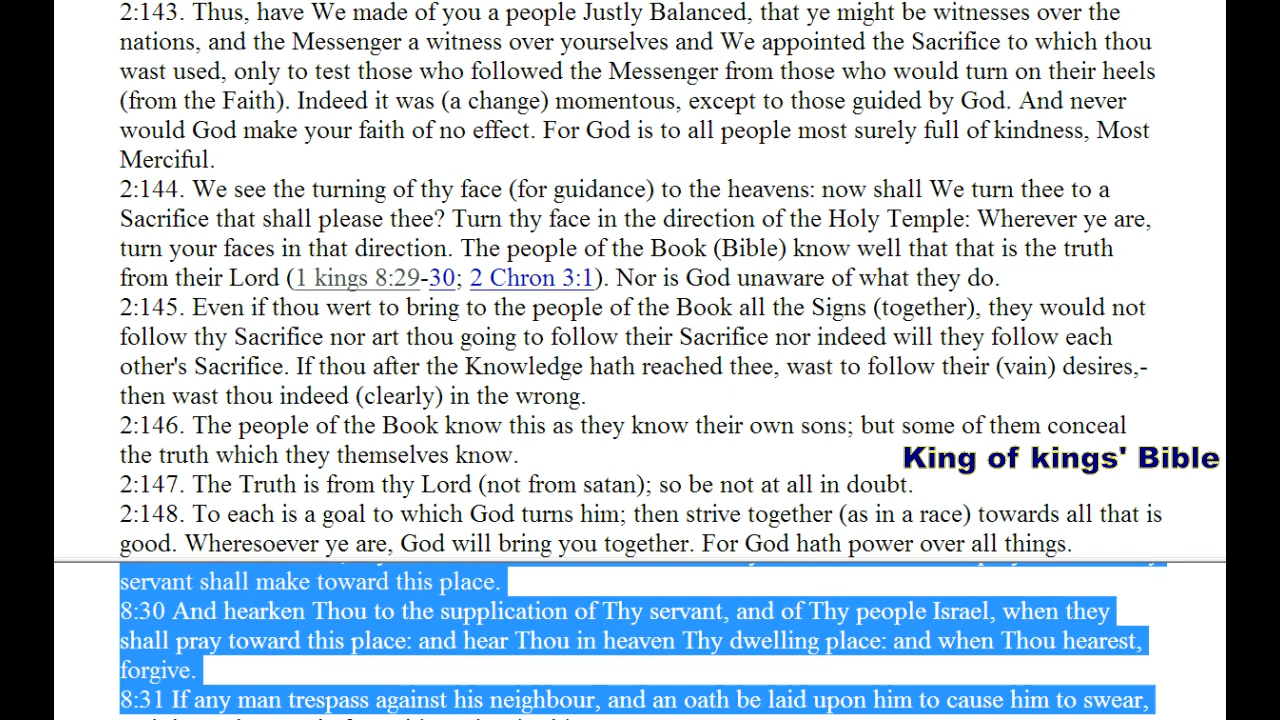 2:143. Thus, have We made of you a people Justly Balanced, that ye might be witnesses over the
nations, and the Messenger a witness over yourselves and We appointed the Sacrifice to which thou
wast used, only to test those who followed the Messenger from those who would turn on their heels
(from the Faith). Indeed it was (a change) momentous, except to those guided by God. And never
would God make your faith of no effect. For God is to all people most surely full of kindness, Most
Merciful.
2:144. We see the turning of thy face (for guidance) to the heavens: now shall We turn thee to a
Sacrifice that shall please thee? Turn thy face in the direction of the Holy Temple: Wherever ye are,
turn your faces in that direction. The people of the Book (Bible) know well that that is the truth
from their Lord (1 kings 8:29-30; 2 Chron 3:1). Nor is God unaware of what they do.
2:145. Even if thou wert to bring to the people of the Book all the Signs (together), they would not
follow thy Sacrifice nor art thou going to follow their Sacrifice nor indeed will they follow each
other's Sacrifice. If thou after the Knowledge hath reached thee, wast to follow their (vain) desires,-
then wast thou indeed (clearly) in the wrong.
2:146. The people of the Book know this as they know their own sons; but some of them conceal
the truth which they themselves know.
King of kings' Bible
2:147. The Truth is from thy Lord (not from satan); so be not at all in doubt.
2:148. To each is a goal to which God turns him; then strive together (as in a race) towards all that is
good. Wheresoever ye are, God will bring you together. For God hath power over all things.
servant shall make toward this place.
8:30 And hearken Thou to the supplication of Thy servant, and of Thy people Israel, when they
shall pray toward this place: and hear Thou in heaven Thy dwelling place: and when Thou hearest,
forgive.
8:31 If any man trespass against his neighbour, and an oath be laid upon him to cause him to swear,